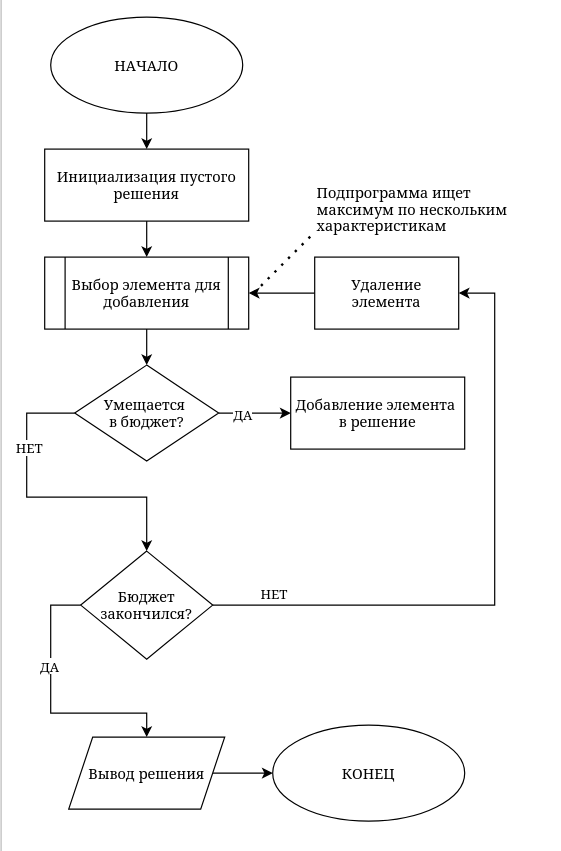 НАЧАЛО
Инициализация пустого
решения
Подпрограмма ищет
максимум по нескольким
характеристикам
Выбор элемента для
добавления
Удаление
элемента
Умещается
в бюджет?
ДА
Добавление элемента
в решение
НЕТ
Бюджет
закончился?
НЕТ
ДА
Вывод решения
КОНЕЦ